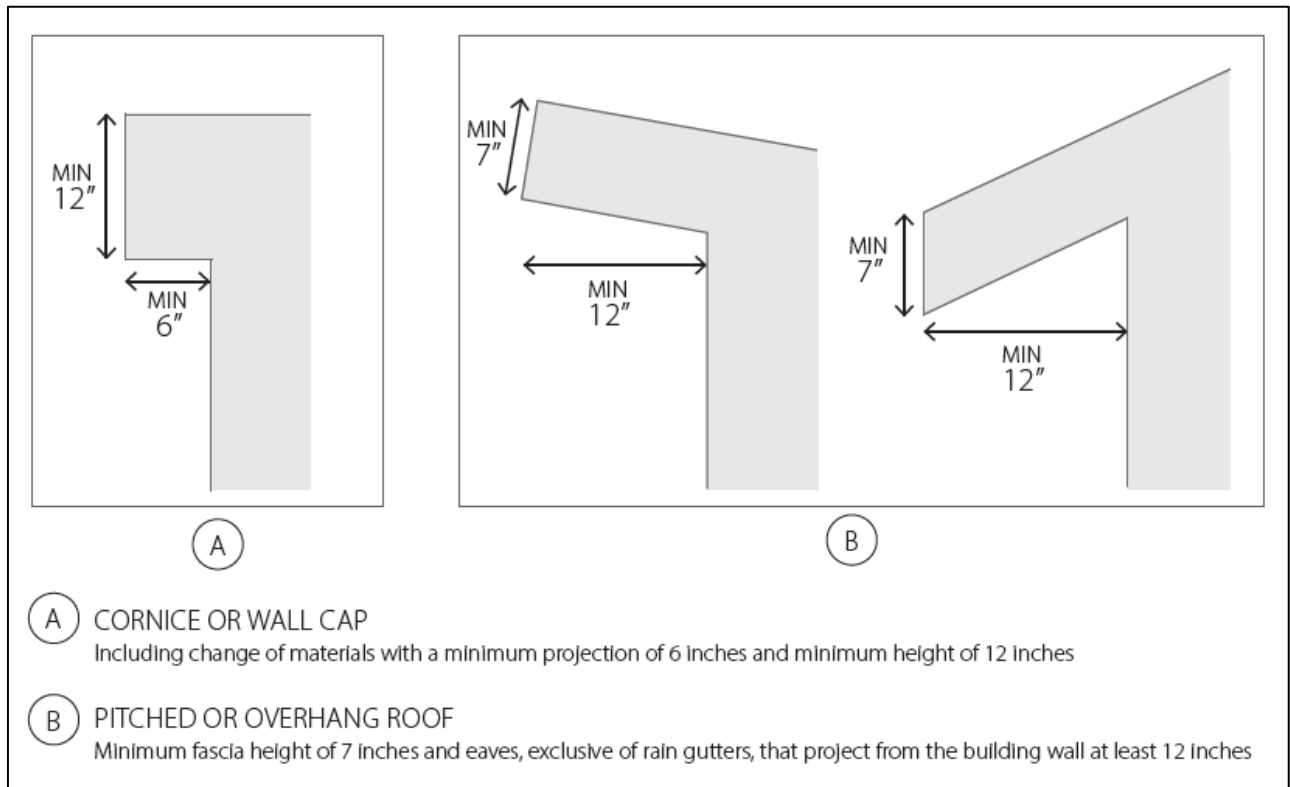 MIN
12"
MIN
6"
MIN
7"
MIN
12"
MIN
7"
MIN
12"
A
B
A CORNICE OR WALL CAP
Including change of materials with a minimum projection of 6 inches and minimum height of 12 inches
B PITCHED OR OVERHANG ROOF
Minimum fascia height of 7 inches and eaves, exclusive of rain gutters, that project from the building wall at least 12 inches